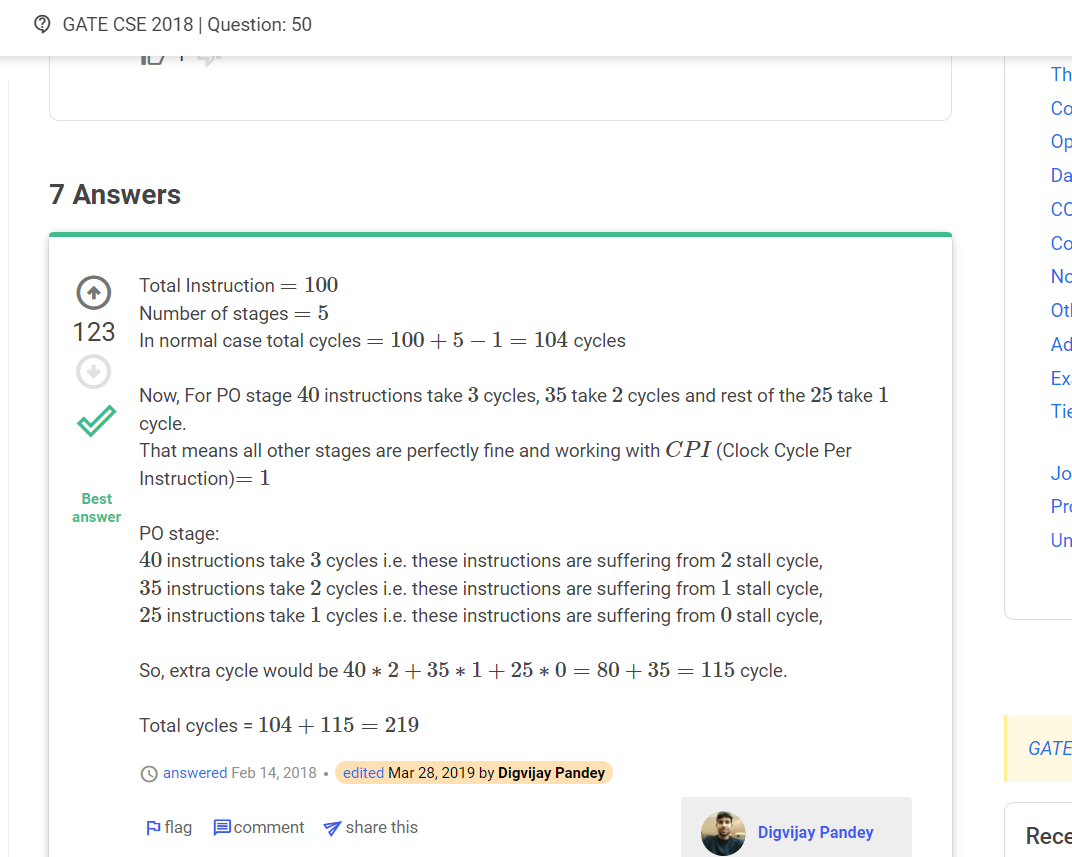 GATE CSE 2018 | Question: 50
7 Answers
Total Instruction = 100
Number of stages = 5
In normal case total cycles = 100 + 5 − 1 = 104 cycles
123
Now, For PO stage 40 instructions take 3 cycles, 35 take 2 cycles and rest of the 25 take 1
cycle.
That means all other stages are perfectly fine and working with CPI (Clock Cycle Per
Instruction)= 1
Best
answer
PO stage:
40 instructions take 3 cycles i.e. these instructions are suffering from 2 stall cycle,
35 instructions take 2 cycles i.e. these instructions are suffering from 1 stall cycle,
25 instructions take 1 cycles i.e. these instructions are suffering from 0 stall cycle,
So, extra cycle would be 40 ∗ 2 + 35 ∗ 1 + 25 ∗ 0 = 80 + 35 = 115 cycle.
Total cycles = 104 + 115 = 219
answered Feb 14, 2018 • edited Mar 28, 2019 by Digvijay Pandey
flag comment share this
Digvijay Pandey
Th
Co
Op
Da
CO
Co
No
Ad
Jo
Un
GATE
Rece